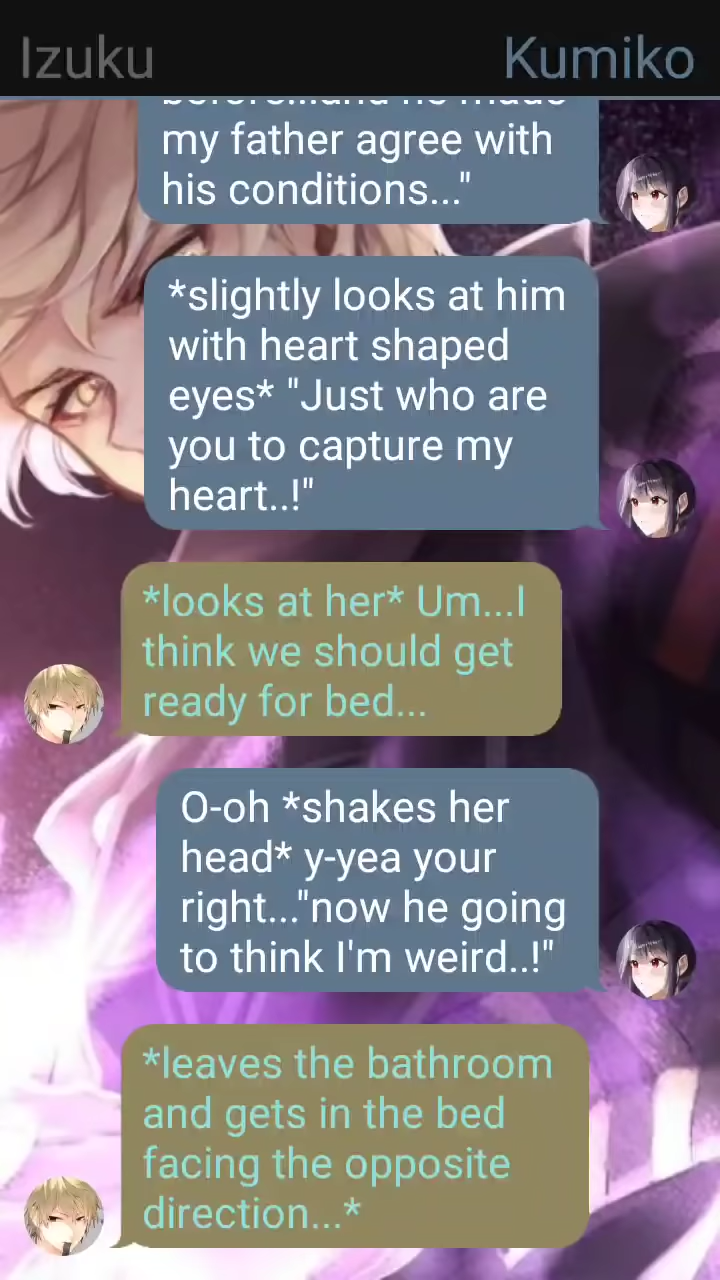 Izuku
Kumiko
my father agree with
his conditions..."
*slightly looks at him
with heart shaped
eyes* "Just who are
you to capture my
heart..!"
*looks at her* Um...I
think we should get
ready for bed...
O-oh *shakes her
head* y-yea your
right..."now he going
to think I'm weird..!"
*leaves the bathroom
and gets in the bed
facing the opposite
direction...*